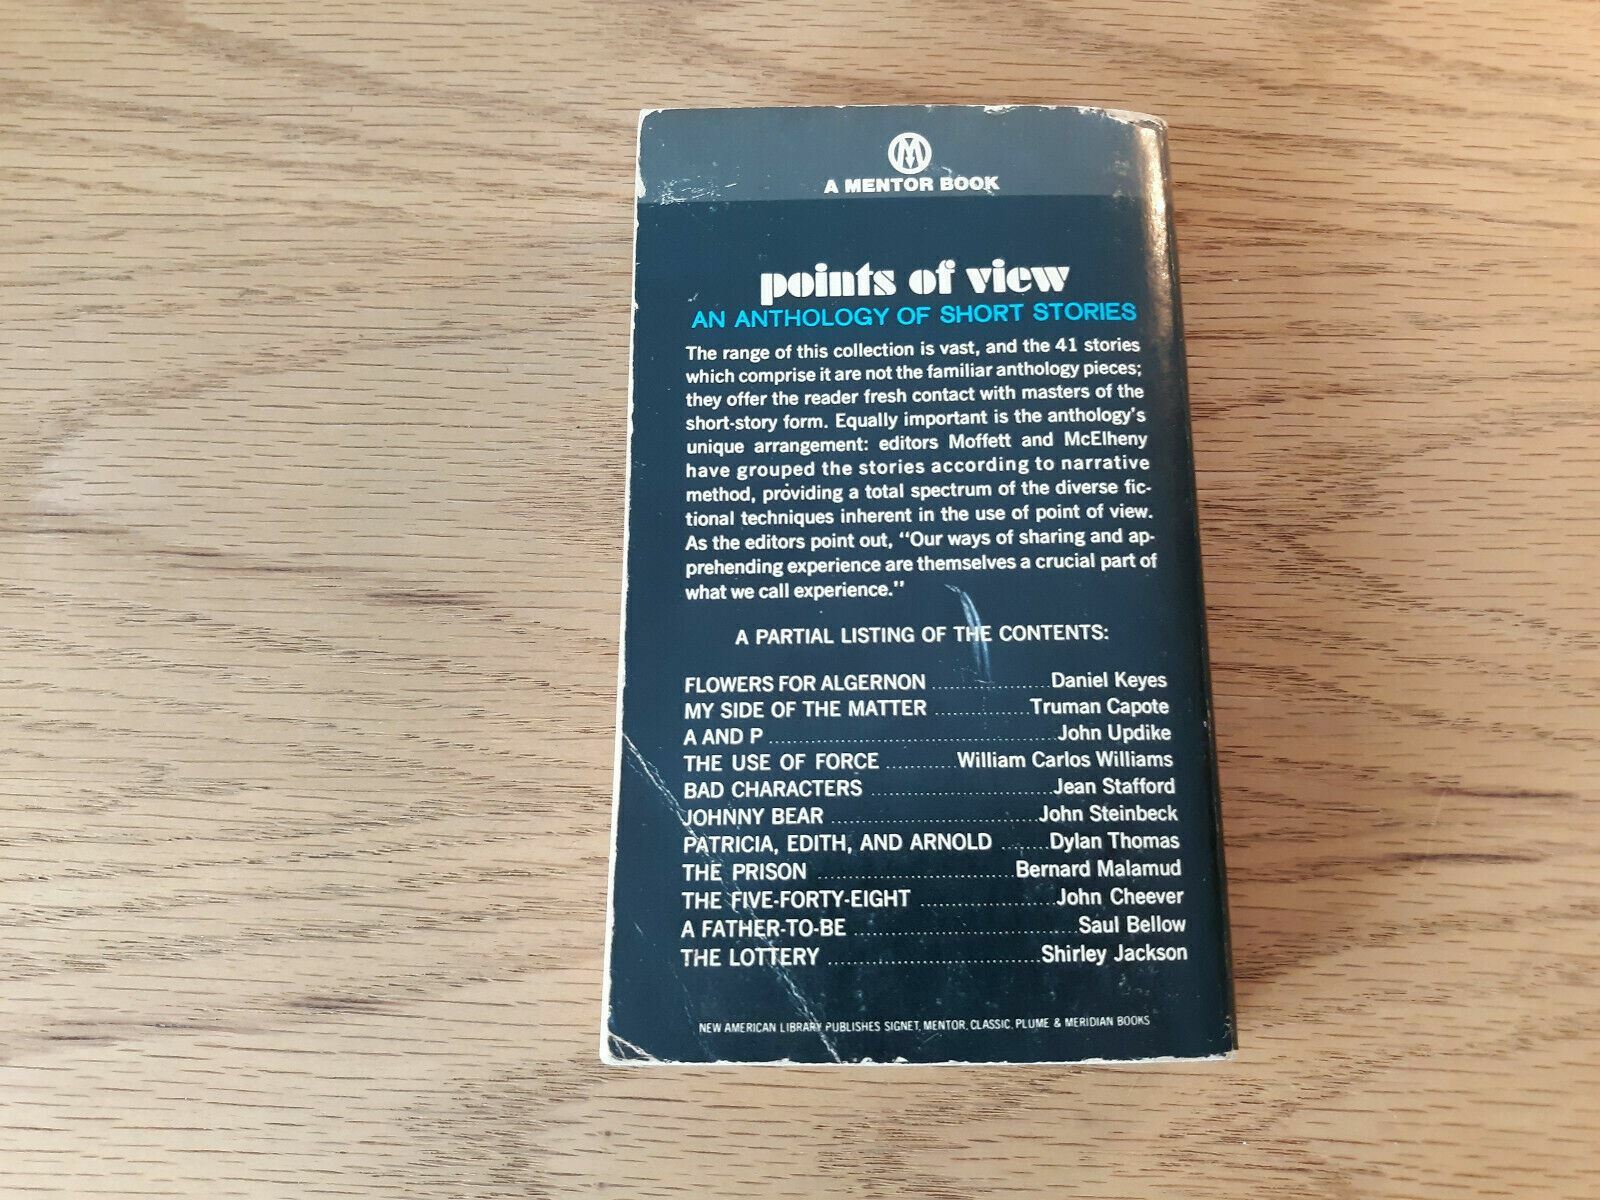 M
A MENTOR BOOK
points of view
AN ANTHOLOGY OF SHORT STORIES
The range of this collection is vast, and the 41 stories
which comprise it are not the familiar anthology pieces;
they offer the reader fresh contact with masters of the
short-story form. Equally important is the anthology's
unique arrangement: editors Moffett and McElheny
have grouped the stories according to narrative
method, providing a total spectrum of the diverse fic-
tional techniques inherent in the use of point of view.
As the editors point out, "Our ways of sharing and ap-
prehending experience are themselves a crucial part of
what we call experience."
A PARTIAL LISTING OF THE CONTENTS:
FLOWERS FOR ALGERNON ................... Daniel Keyes
MY SIDE OF THE MATTER ............... Truman Capote
A AND P ............................................. John Updike
THE USE OF FORCE ........... William Carlos Williams
BAD CHARACTERS ............................. Jean Stafford
JOHNNY BEAR ................................. John Steinbeck
PATRICIA, EDITH, AND ARNOLD ........ Dylan Thomas
THE PRISON ............................... Bernard Malamud
THE FIVE-FORTY-EIGHT ...................... John Cheever
A FATHER-TO-BE .................................... Saul Bellow
THE LOTTERY .................................. Shirley Jackson
NEW AMERICAN LIBRARY PUBLISHES SIGNET, MENTOR, CLASSIC, PLUME & MERIDIAN BOOKS